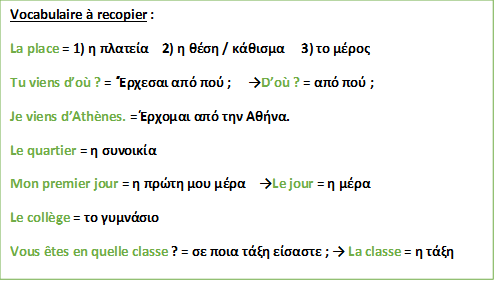 Vocabulaire à recopier :
La place = 1) η πλατεία 2) η θέση / κάθισμα 3) το μέρος
Tu viens d’où ? = Έρχεσαι από πού ; →D’où ? = από πού ;
Je viens d’Athènes. = Έρχομαι από την Αθήνα.
Le quartier = η συνοικία
Mon premier jour = η πρώτη μου μέρα →Le jour = η μέρα
Le collège = το γυμνάσιο
Vous êtes en quelle classe ? = σε ποια τάξη είσαστε ; → La classe = η τάξη